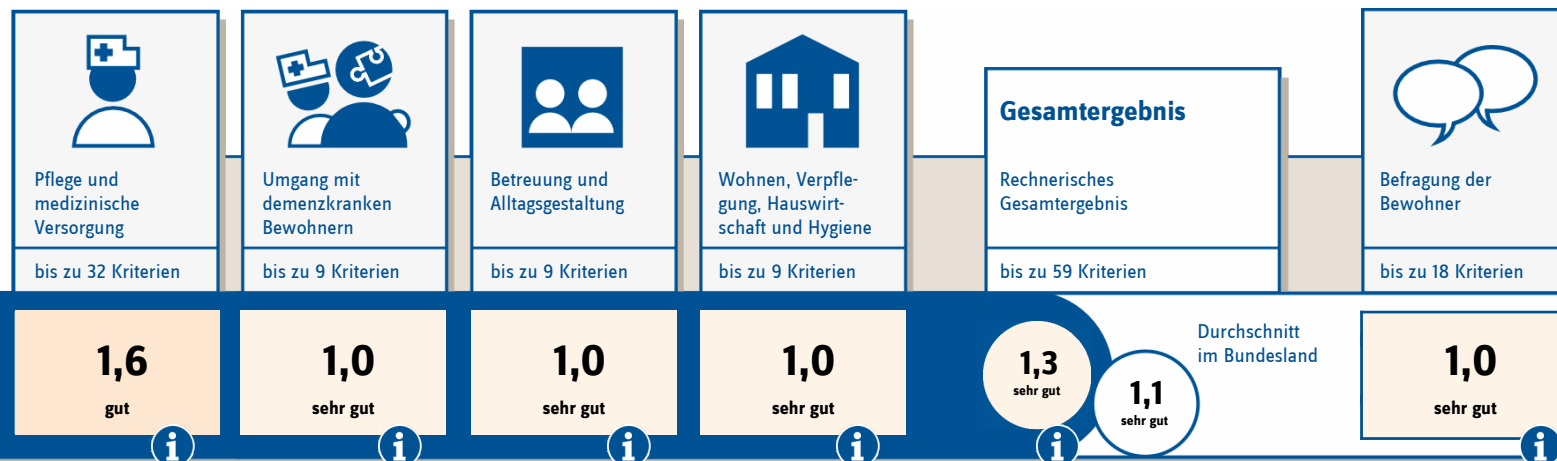 Pflege und
medizinische
Versorgung
bis zu 32 Kriterien
1,6
gut
Umgang mit
demenzkranken
Bewohnern
bis zu 9 Kriterien
1,0
sehr gut
Betreuung und
Alltagsgestaltung
bis zu 9 Kriterien
1,0
sehr gut
Wohnen, Verpfle-
gung, Hauswirt-
schaft und Hygiene
bis zu 9 Kriterien
1,0
sehr gut
Gesamtergebnis
Rechnerisches
Gesamtergebnis
bis zu 59 Kriterien
1,3
sehr gut
1,1
sehr gut
Durchschnitt
im Bundesland
Befragung der
Bewohner
bis zu 18 Kriterien
1,0
sehr gut
i
i
i
i
i
i